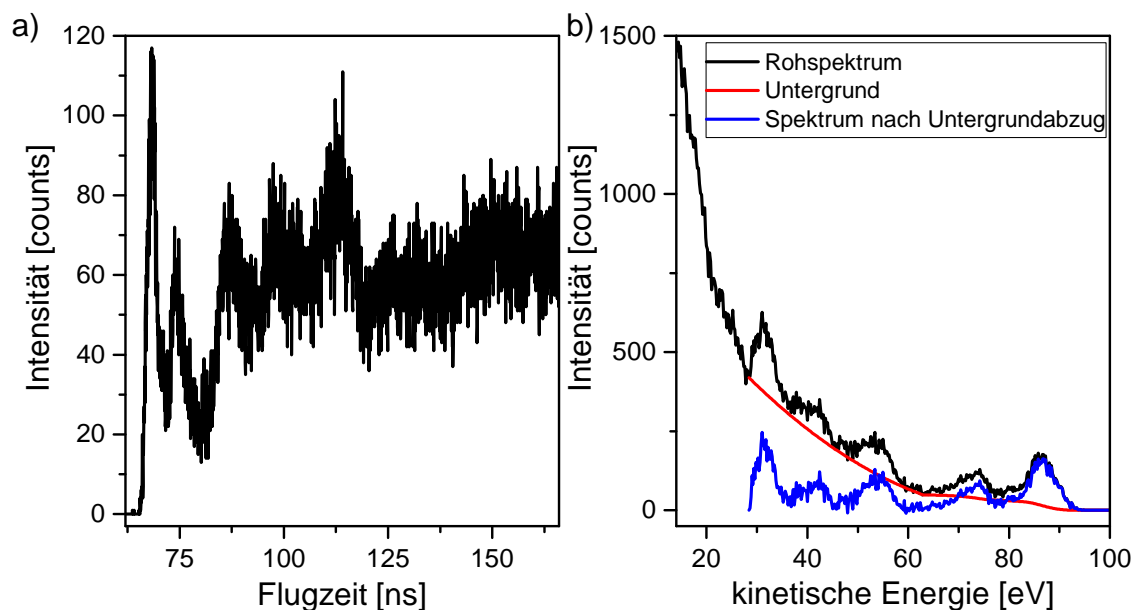 a)
120
100
80
60
40
20
0
Intensität [counts]
75
100
125
150
Flugzeit [ns]
b)
1500
1000
500
0
Intensität [counts]
Rohspektrum
Untergrund
Spektrum nach Untergrundabzug
20
40
60
80
100
kinetische Energie [eV]